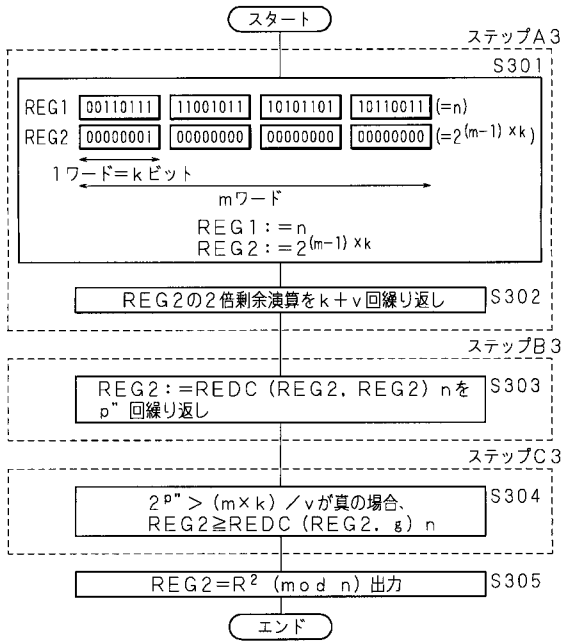 スタート
ステップA3
S301
REG1 00110111 11001011 10101101 10110011 (=n)
REG2 00000001 00000000 00000000 00000000 (=2^(m-1)×k)
1ワード=kビット
mワード
REG1:=n
REG2:=2^(m-1)×k
REG2の2倍剰余演算をk+v回繰り返し S302
ステップB3
REG2:=REDC(REG2,REG2)nを S303
p"回繰り返し
ステップC3
2^p">(m×k)/vが真の場合、 S304
REG2≧REDC(REG2,g)n
REG2=R²(mod n)出力 S305
エンド